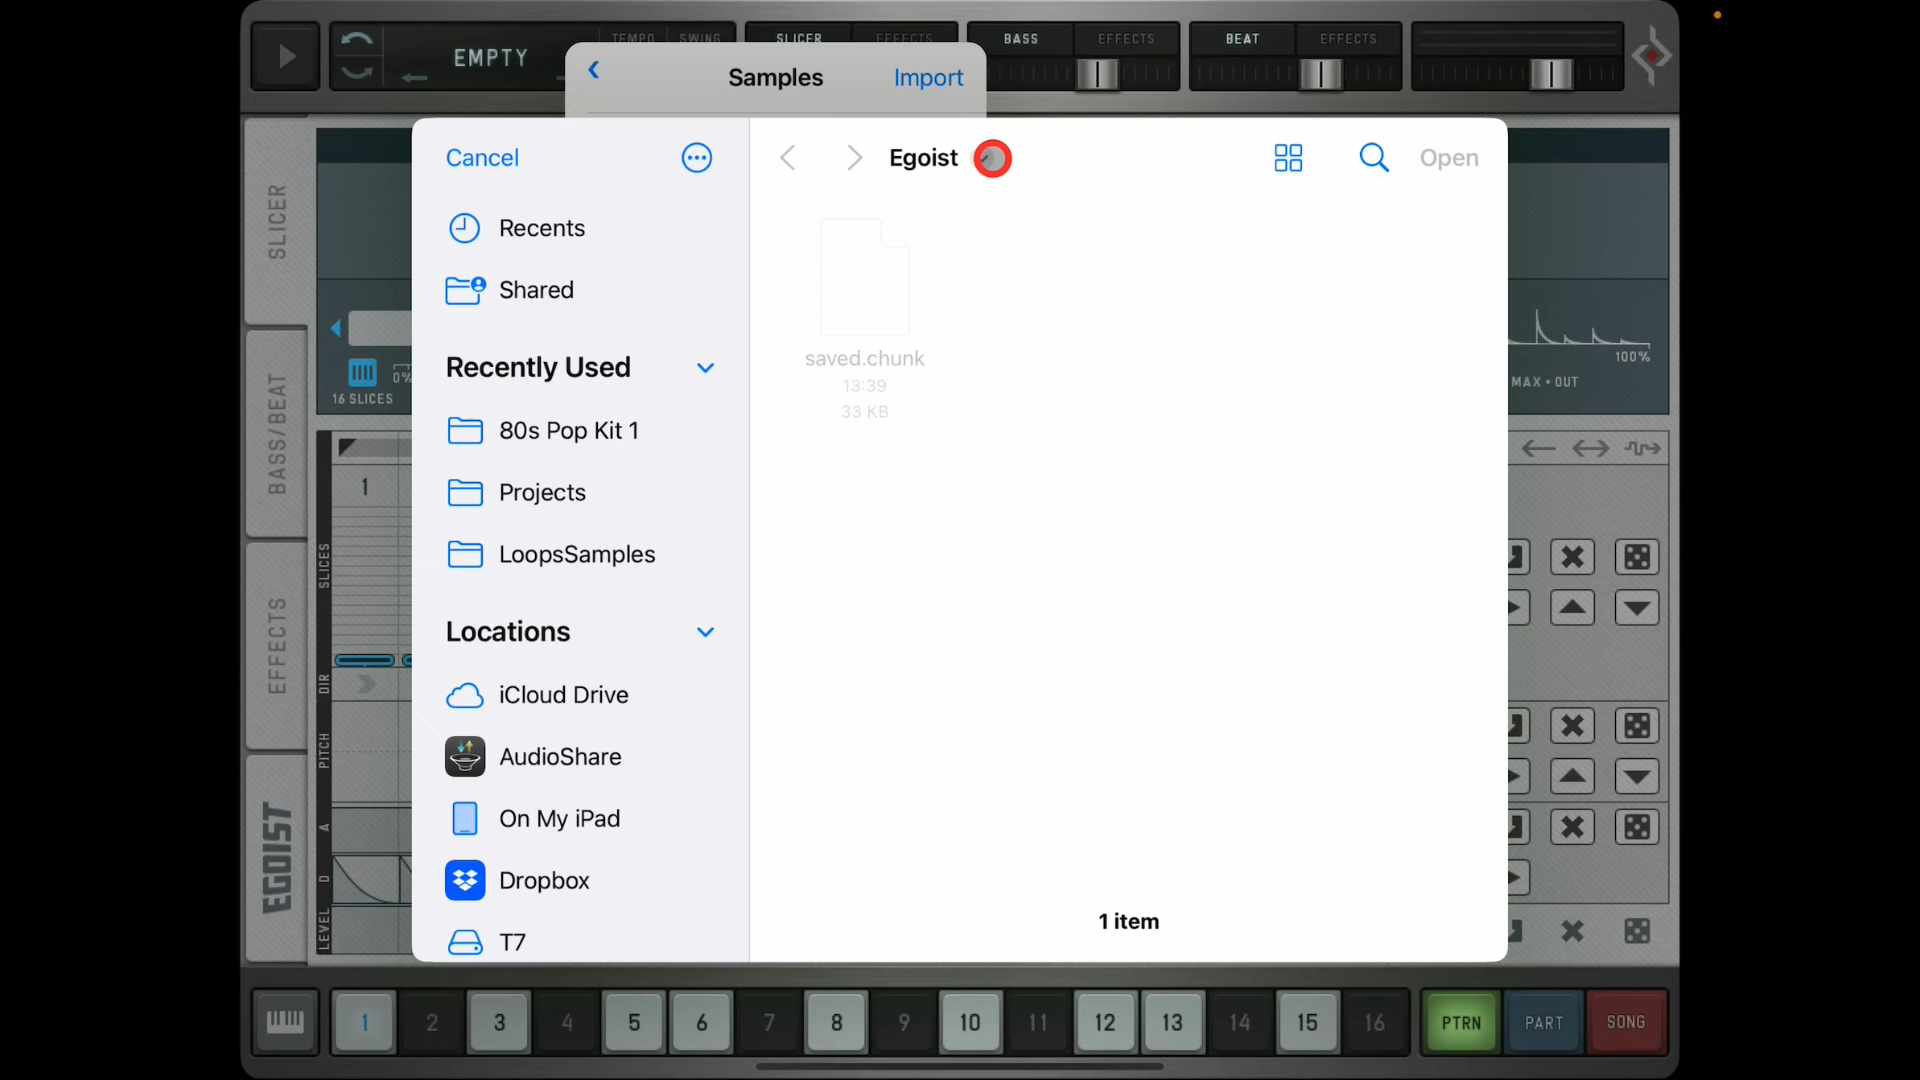 EMPTY
TEMPO
SWING
SLICER
EFFECTS
BASS
EFFECTS
BEAT
EFFECTS
Samples
Import
Cancel
Egoist
Open
Recents
Shared
Recently Used
80s Pop Kit 1
Projects
LoopsSamples
Locations
iCloud Drive
AudioShare
On My iPad
Dropbox
T7
saved.chunk
13:39
33 KB
1 item
SLICER
BASS/BEAT
EFFECTS
EGOIST
0%
16 SLICES
100%
MAX • OUT
1
SLICES
DIR
PITCH
A
D
LEVEL
1
2
3
4
5
6
7
8
9
10
11
12
13
14
15
16
PTRN
PART
SONG